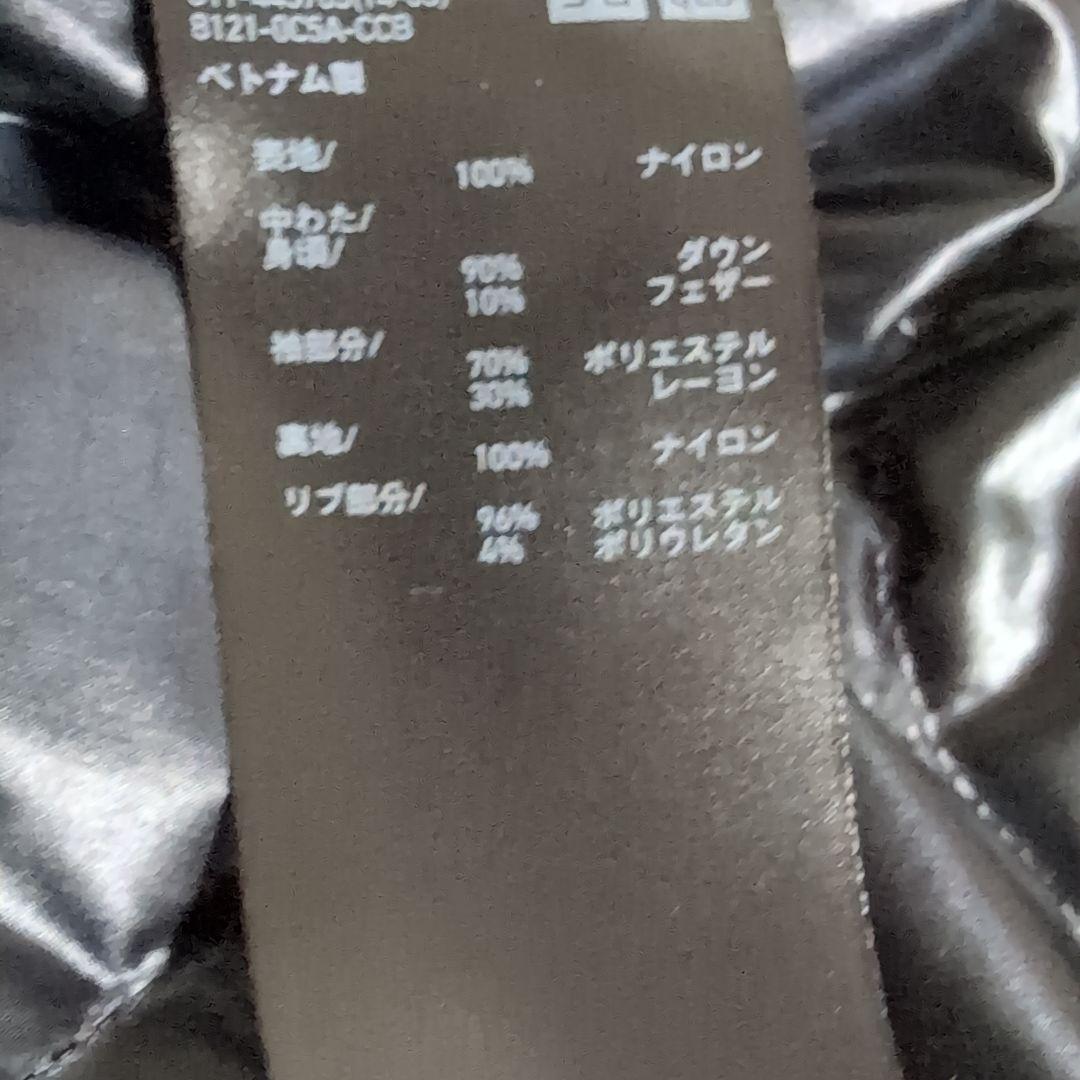 8121-0C5A-CCB
ベトナム製
表地/ 100% ナイロン
中わた/
身頃/ 90% ダウン
10% フェザー
袖部分/ 70% ポリエステル
30% レーヨン
裏地/ 100% ナイロン
リブ部分/ 96% ポリエステル
4% ポリウレタン